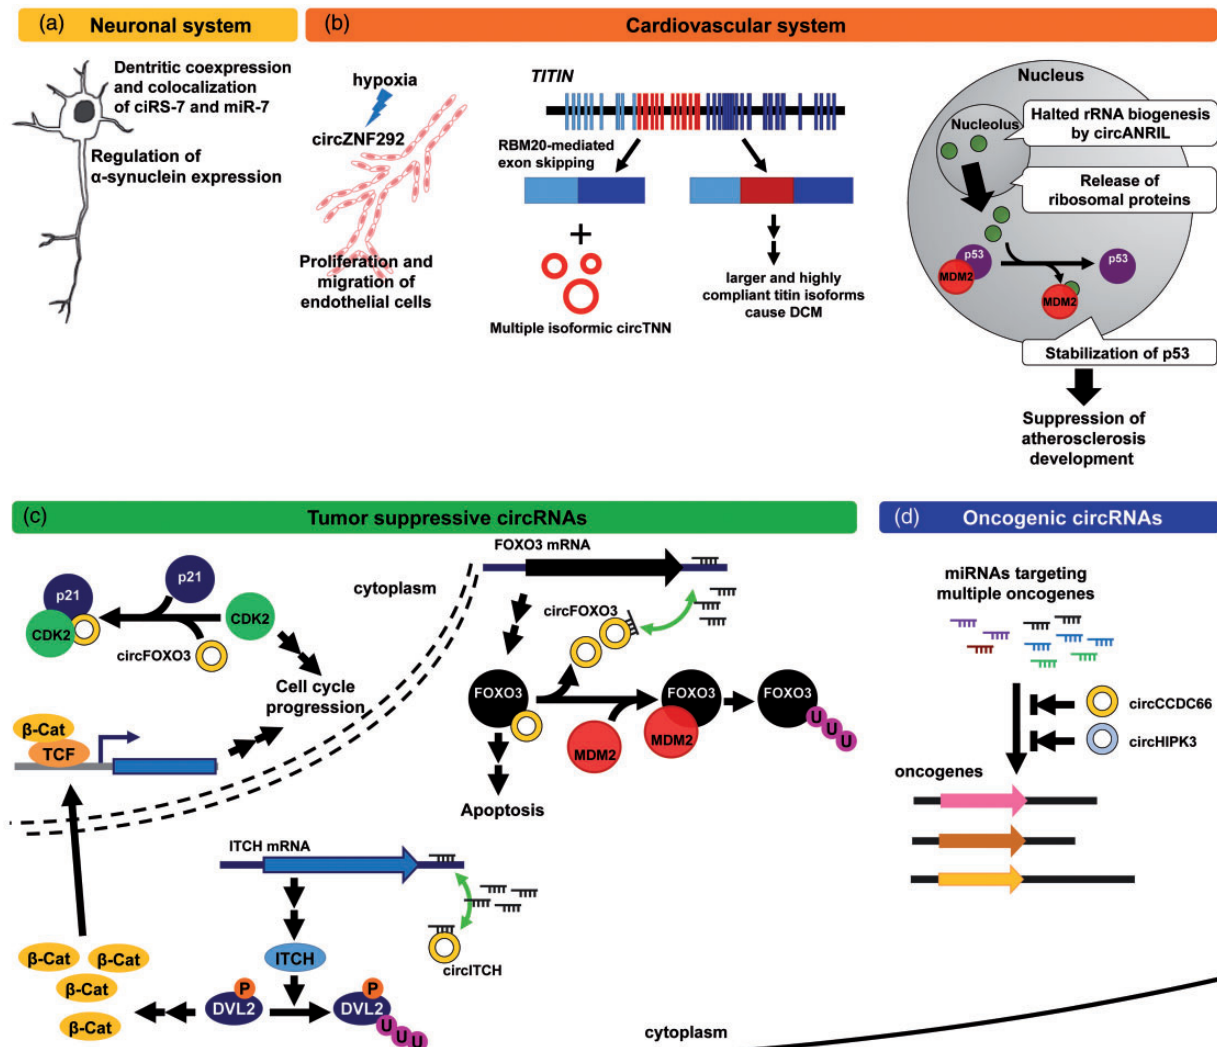 (a) Neuronal system
Dentritic coexpression
and colocalization
of ciRS-7 and miR-7
Regulation of
α-synuclein expression
(b) Cardiovascular system
hypoxia
circZNF292
Proliferation and
migration of
endothelial cells
TITIN
RBM20-mediated
exon skipping
+
Multiple isoformic circTNN
larger and highly
compliant titin isoforms
cause DCM
Nucleus
Nucleolus
Halted rRNA biogenesis
by circANRIL
Release of
ribosomal proteins
p53
MDM2
p53
MDM2
Stabilization of p53
Suppression of
atherosclerosis
development
(c) Tumor suppressive circRNAs
p21
p21
CDK2
CDK2
circFOXO3
Cell cycle
progression
β-Cat
TCF
cytoplasm
FOXO3 mRNA
circFOXO3
FOXO3
FOXO3
FOXO3
MDM2
MDM2
U U U
Apoptosis
ITCH mRNA
circITCH
ITCH
β-Cat
β-Cat
β-Cat
β-Cat
P
DVL2
P
DVL2
U U U
cytoplasm
(d) Oncogenic circRNAs
miRNAs targeting
multiple oncogenes
circCCDC66
circHIPK3
oncogenes